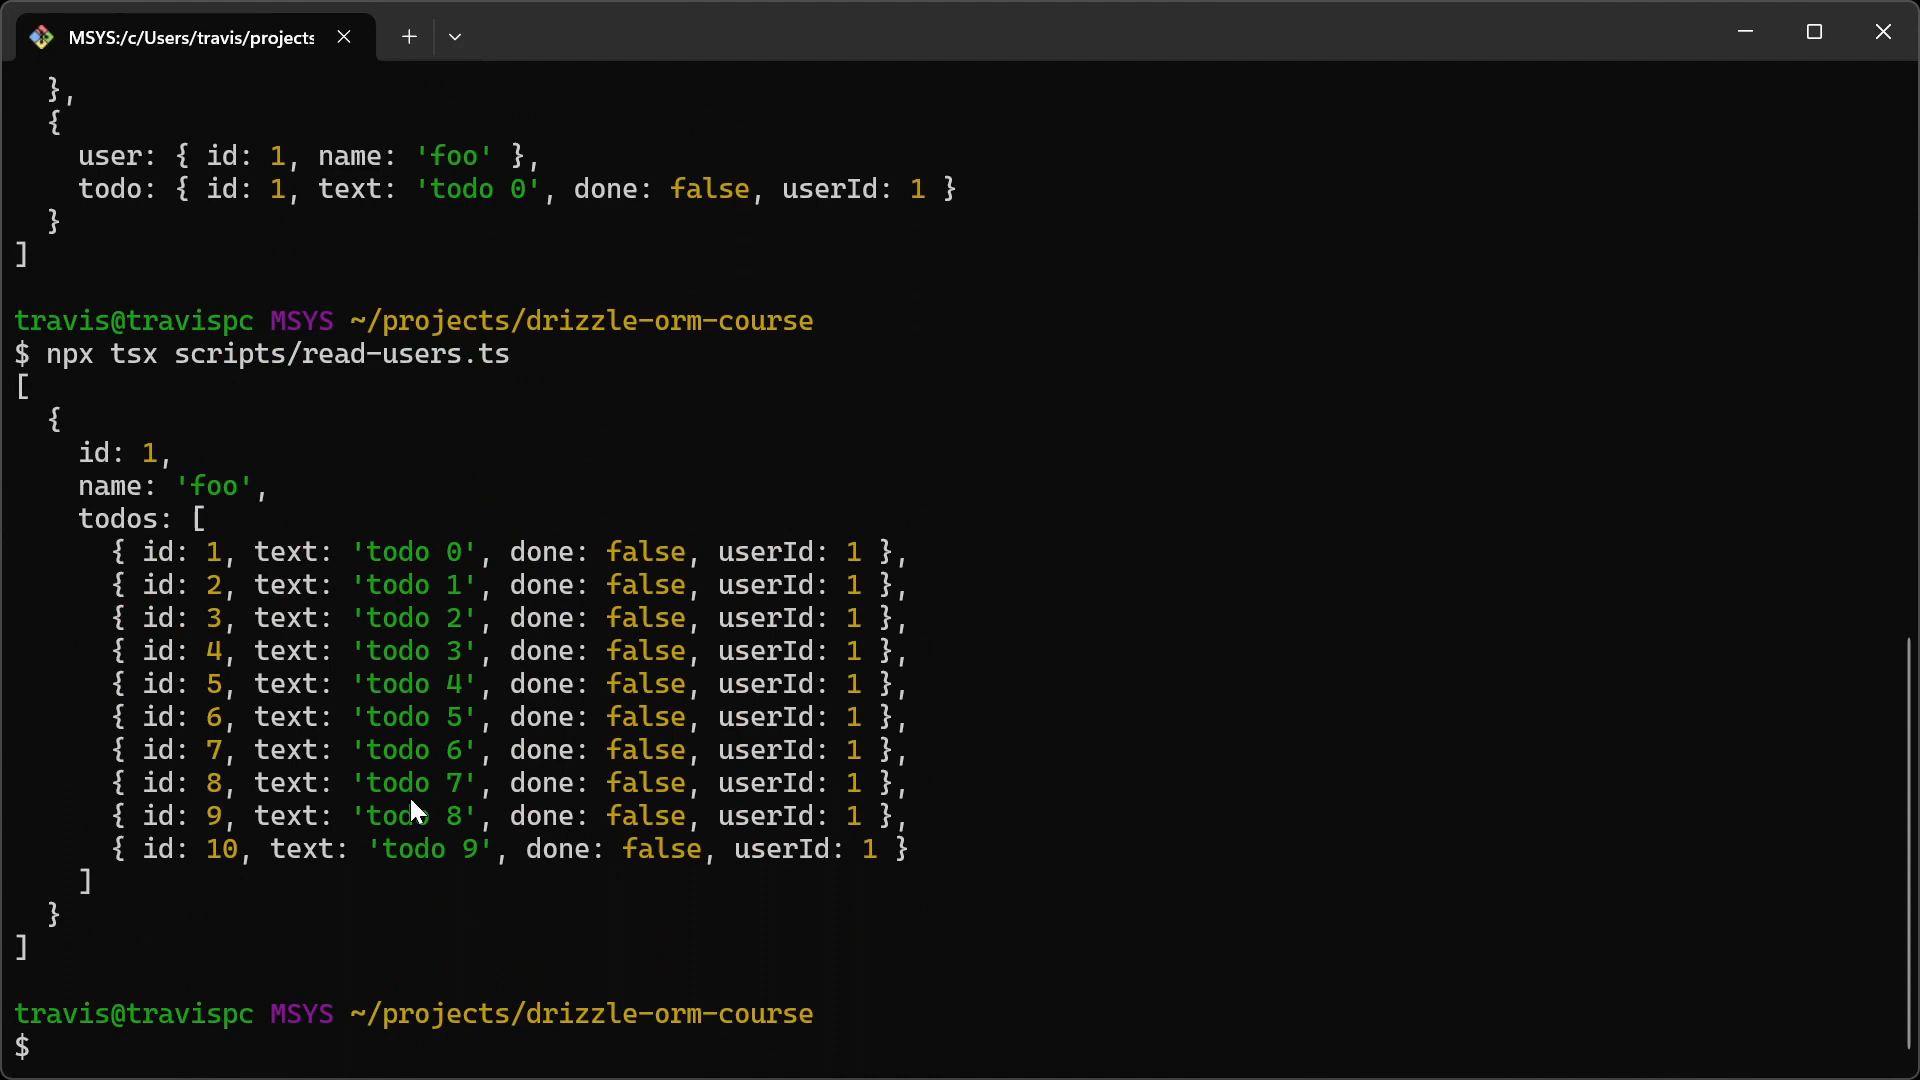 MSYS:/c/Users/travis/projects
},
{
user: { id: 1, name: 'foo' },
todo: { id: 1, text: 'todo 0', done: false, userId: 1 }
}
]
travis@travispc MSYS ~/projects/drizzle-orm-course
$ npx tsx scripts/read-users.ts
[
{
id: 1,
name: 'foo',
todos: [
{ id: 1, text: 'todo 0', done: false, userId: 1 },
{ id: 2, text: 'todo 1', done: false, userId: 1 },
{ id: 3, text: 'todo 2', done: false, userId: 1 },
{ id: 4, text: 'todo 3', done: false, userId: 1 },
{ id: 5, text: 'todo 4', done: false, userId: 1 },
{ id: 6, text: 'todo 5', done: false, userId: 1 },
{ id: 7, text: 'todo 6', done: false, userId: 1 },
{ id: 8, text: 'todo 7', done: false, userId: 1 },
{ id: 9, text: 'todo 8', done: false, userId: 1 },
{ id: 10, text: 'todo 9', done: false, userId: 1 }
]
}
]
travis@travispc MSYS ~/projects/drizzle-orm-course
$